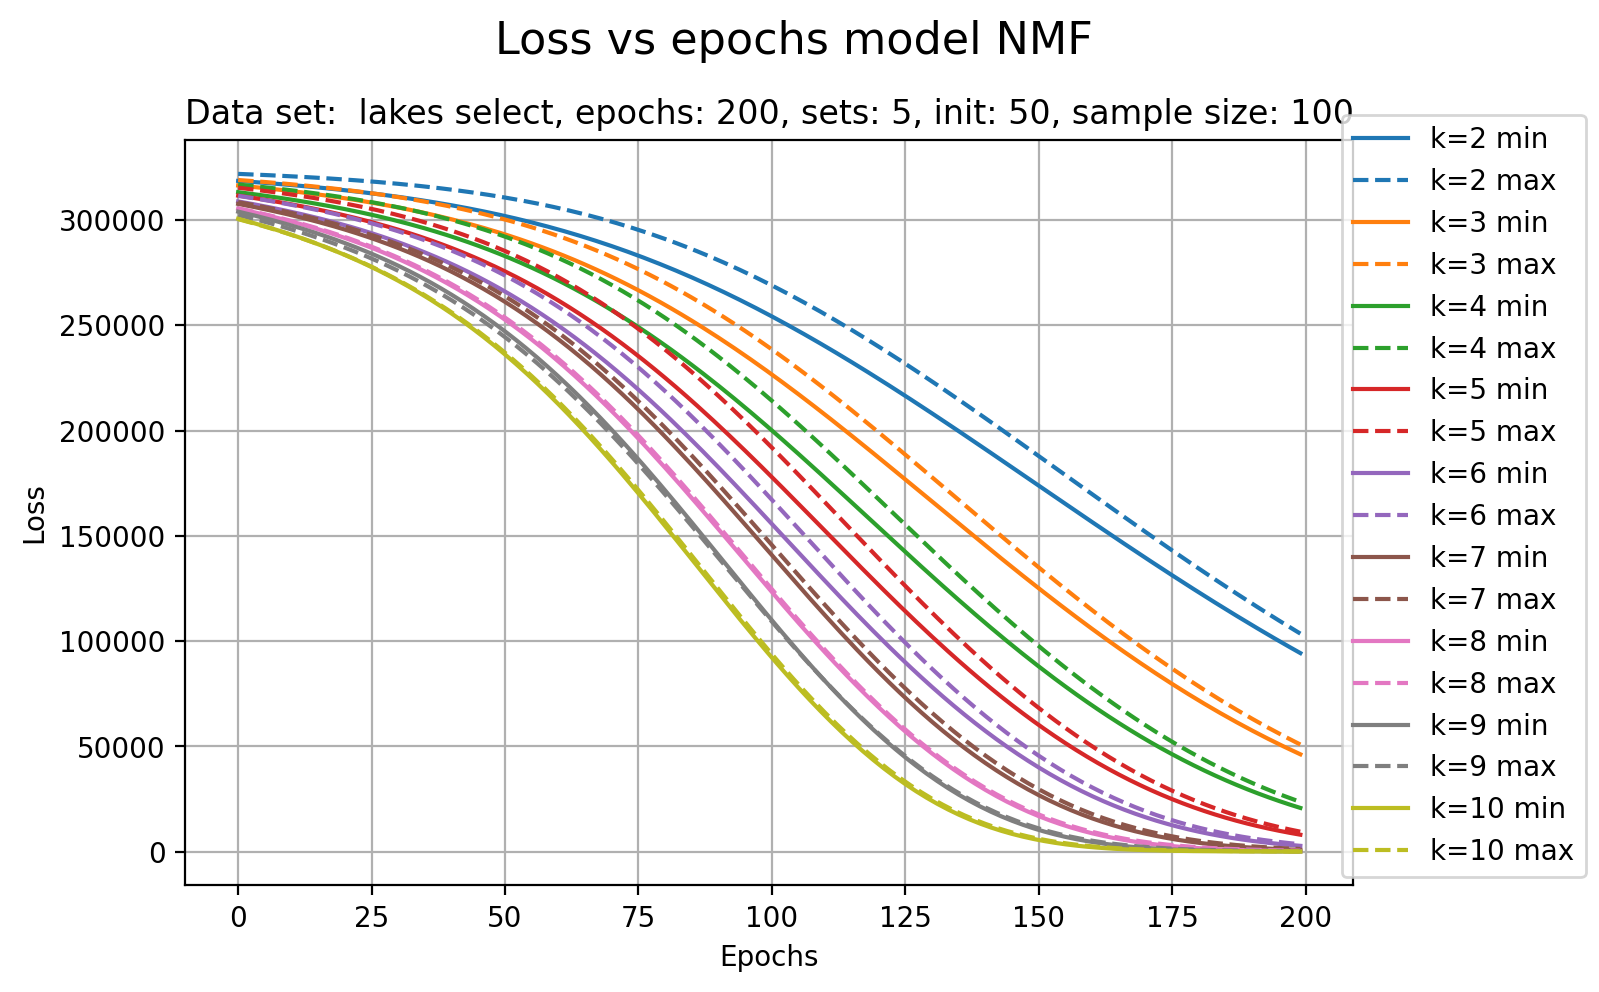 Loss vs epochs model NMF
Data set:  lakes select, epochs: 200, sets: 5, init: 50, sample size: 100
k=2 min
k=2 max
k=3 min
k=3 max
k=4 min
k=4 max
k=5 min
k=5 max
k=6 min
k=6 max
k=7 min
k=7 max
k=8 min
k=8 max
k=9 min
k=9 max
k=10 min
k=10 max
Loss
300000
250000
200000
150000
100000
50000
0
0 25 50 75 100 125 150 175 200
Epochs